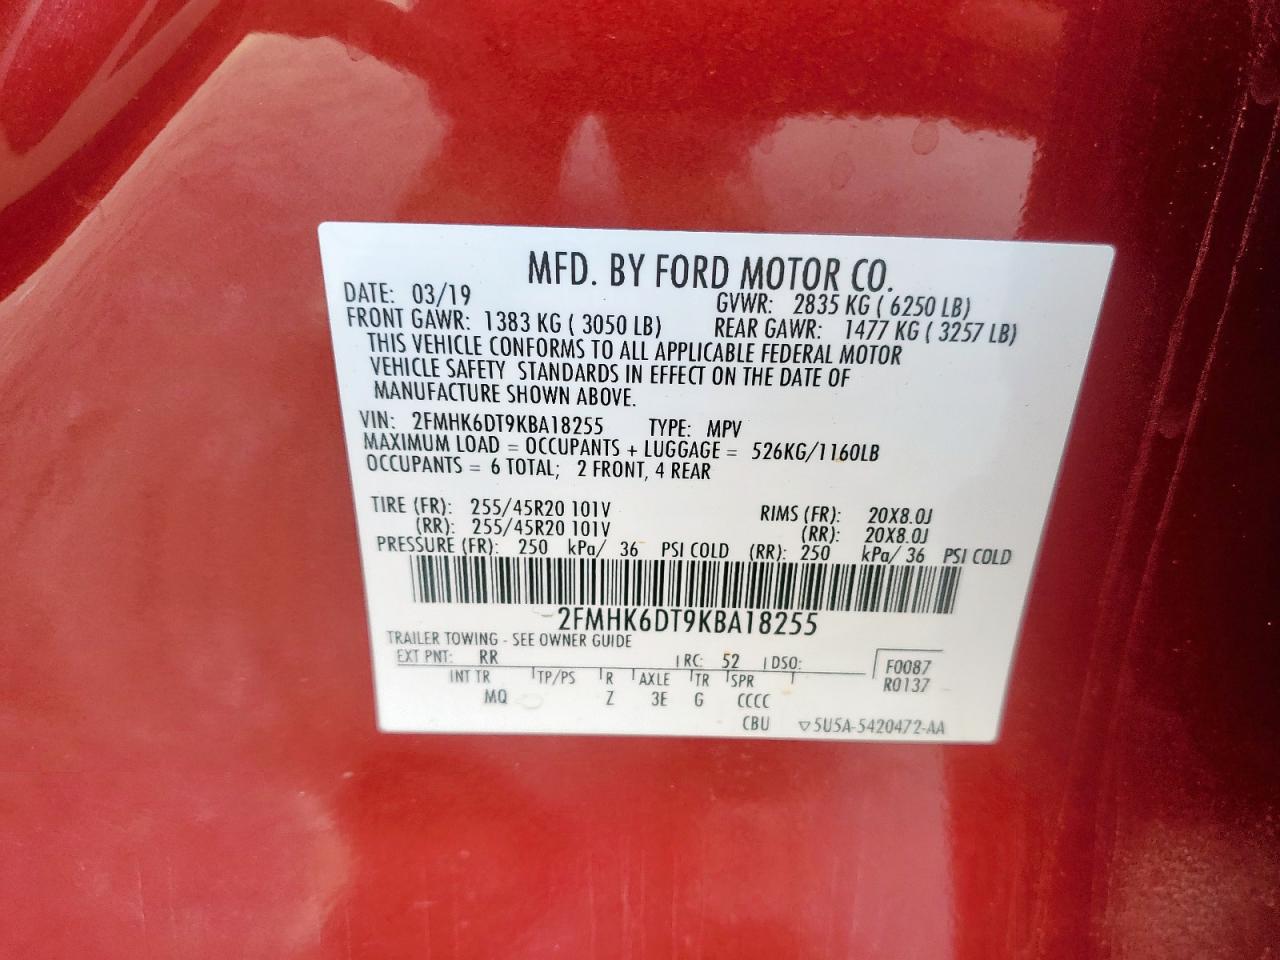 MFD. BY FORD MOTOR CO.
DATE: 03/19 GVWR: 2835 KG ( 6250 LB)
FRONT GAWR: 1383 KG ( 3050 LB) REAR GAWR: 1477 KG ( 3257 LB)
THIS VEHICLE CONFORMS TO ALL APPLICABLE FEDERAL MOTOR
VEHICLE SAFETY STANDARDS IN EFFECT ON THE DATE OF
MANUFACTURE SHOWN ABOVE.
VIN: 2FMHK6DT9KBA18255 TYPE: MPV
MAXIMUM LOAD = OCCUPANTS + LUGGAGE = 526KG/1160LB
OCCUPANTS = 6 TOTAL; 2 FRONT, 4 REAR
TIRE (FR): 255/45R20 101V RIMS (FR): 20X8.0J
(RR): 255/45R20 101V (RR): 20X8.0J
PRESSURE (FR): 250 kPa/ 36 PSI COLD (RR): 250 kPa/ 36 PSI COLD
2FMHK6DT9KBA18255
TRAILER TOWING - SEE OWNER GUIDE
EXT PNT: RR RC: 52 DSO: F0087
INT TR TP/PS R AXLE TR SPR R0137
MQ Z 3E G CCCC
CBU ▽5U5A-5420472-AA